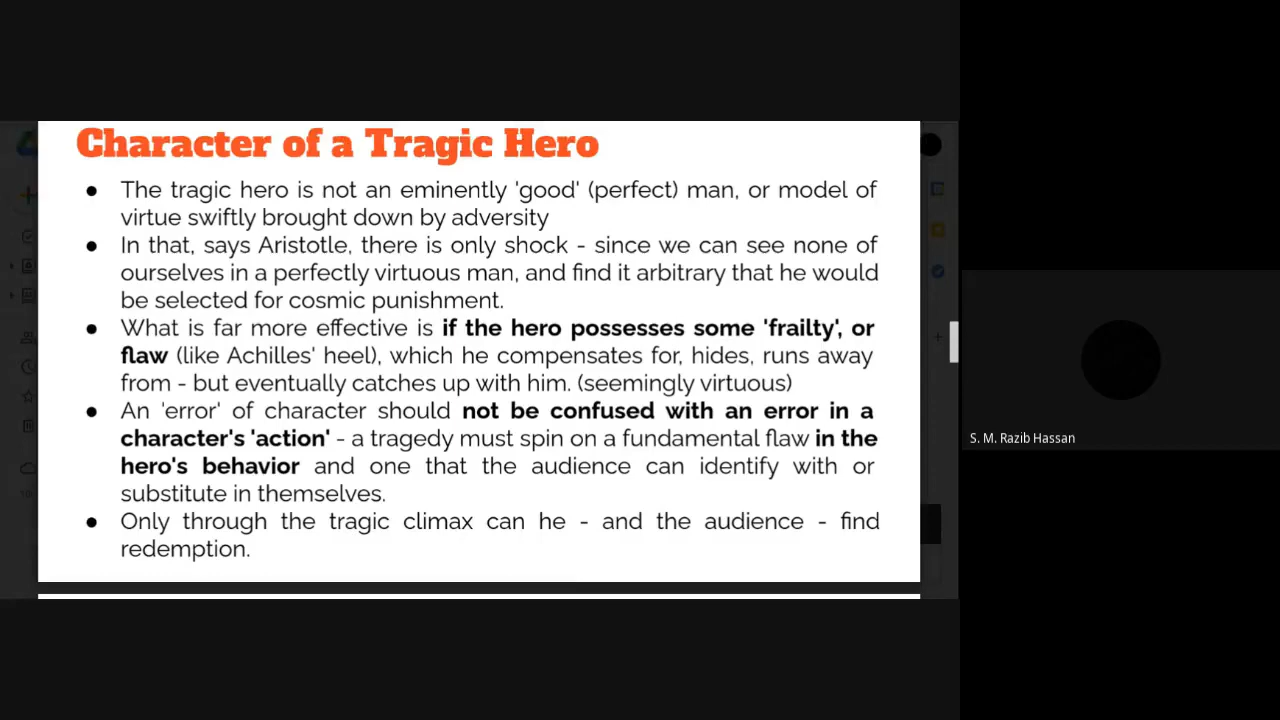 Character of a Tragic Hero
● The tragic hero is not an eminently 'good' (perfect) man, or model of
virtue swiftly brought down by adversity
● In that, says Aristotle, there is only shock - since we can see none of
ourselves in a perfectly virtuous man, and find it arbitrary that he would
be selected for cosmic punishment.
● What is far more effective is if the hero possesses some 'frailty', or
flaw (like Achilles' heel), which he compensates for, hides, runs away
from - but eventually catches up with him. (seemingly virtuous)
● An 'error' of character should not be confused with an error in a
character's 'action' - a tragedy must spin on a fundamental flaw in the
hero's behavior and one that the audience can identify with or
substitute in themselves.
● Only through the tragic climax can he - and the audience - find
redemption.
S. M. Razib Hassan